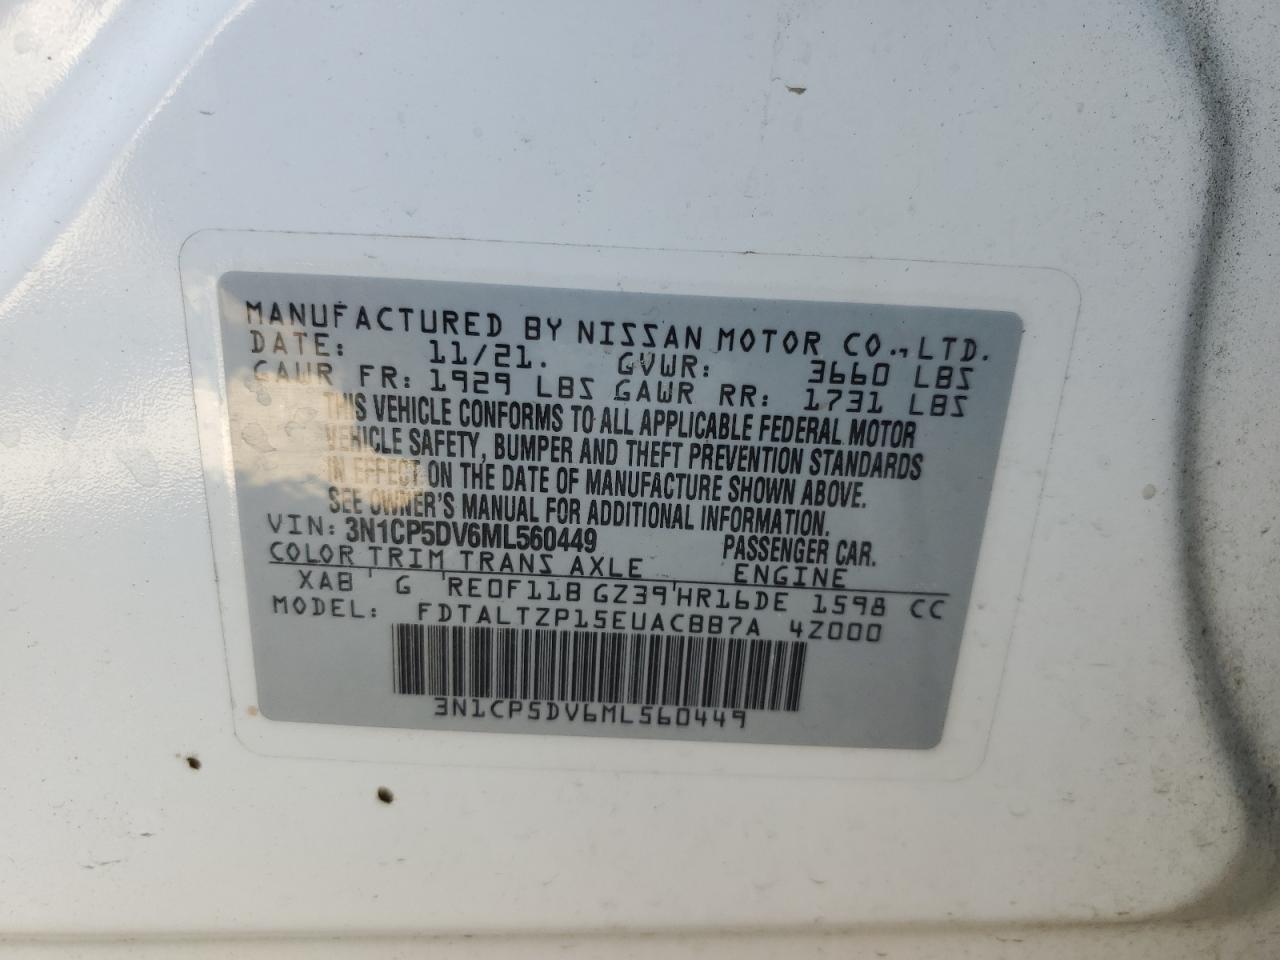 MANUFACTURED BY NISSAN MOTOR CO., LTD.
DATE: 11/21. GVWR: 3660 LBS
GAWR FR: 1929 LBS GAWR RR: 1731 LBS
THIS VEHICLE CONFORMS TO ALL APPLICABLE FEDERAL MOTOR
VEHICLE SAFETY, BUMPER AND THEFT PREVENTION STANDARDS
IN EFFECT ON THE DATE OF MANUFACTURE SHOWN ABOVE.
SEE OWNER'S MANUAL FOR ADDITIONAL INFORMATION.
VIN: 3N1CP5DV6ML560449 PASSENGER CAR.
COLOR TRIM TRANS AXLE ENGINE
XAB G RE0F11B GZ39 HR16DE 1598 CC
MODEL: FDTALTZP15EUACBB7A 4Z000
3N1CP5DV6ML560449